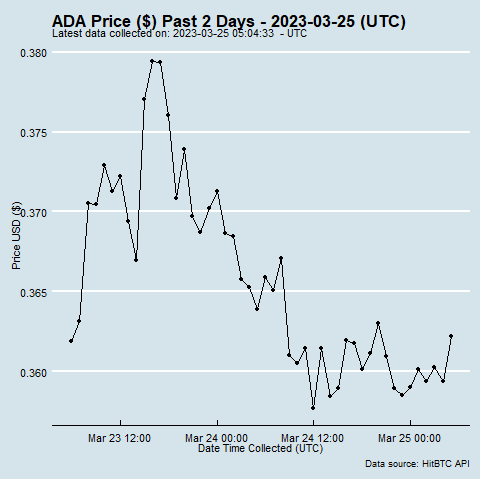 ADA Price ($) Past 2 Days - 2023-03-25 (UTC)
Latest data collected on: 2023-03-25 05:04:33 - UTC
0.380
0.375
0.370
0.365
0.360
Price USD ($)
Mar 23 12:00 Mar 24 00:00 Mar 24 12:00 Mar 25 00:00
Date Time Collected (UTC)
Data source: HitBTC API